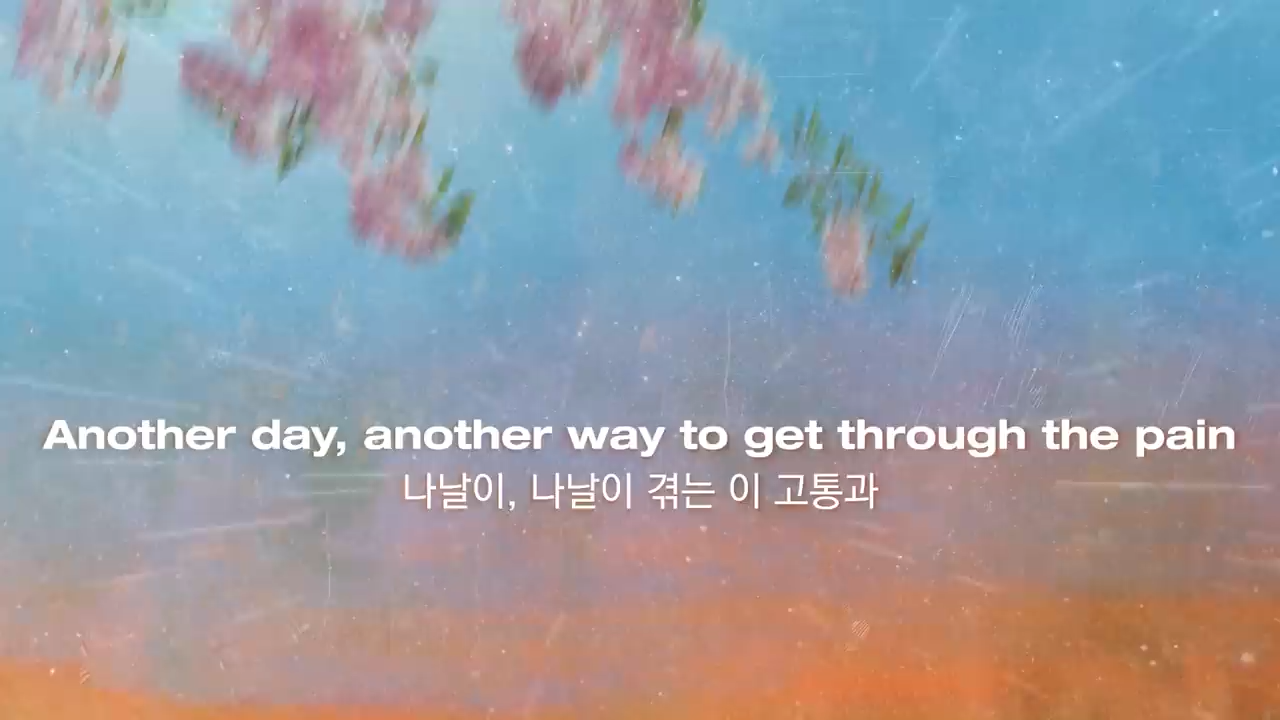 Another day, another way to get through the pain
나날이, 나날이 겪는 이 고통과